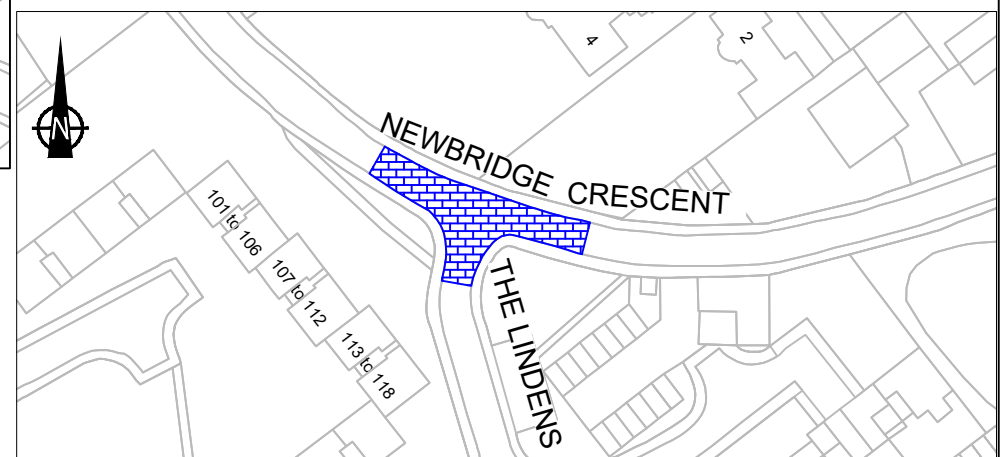 4
2
N
NEWBRIDGE CRESCENT
101 to 106
107 to 112
113 to 118
THE LINDENS